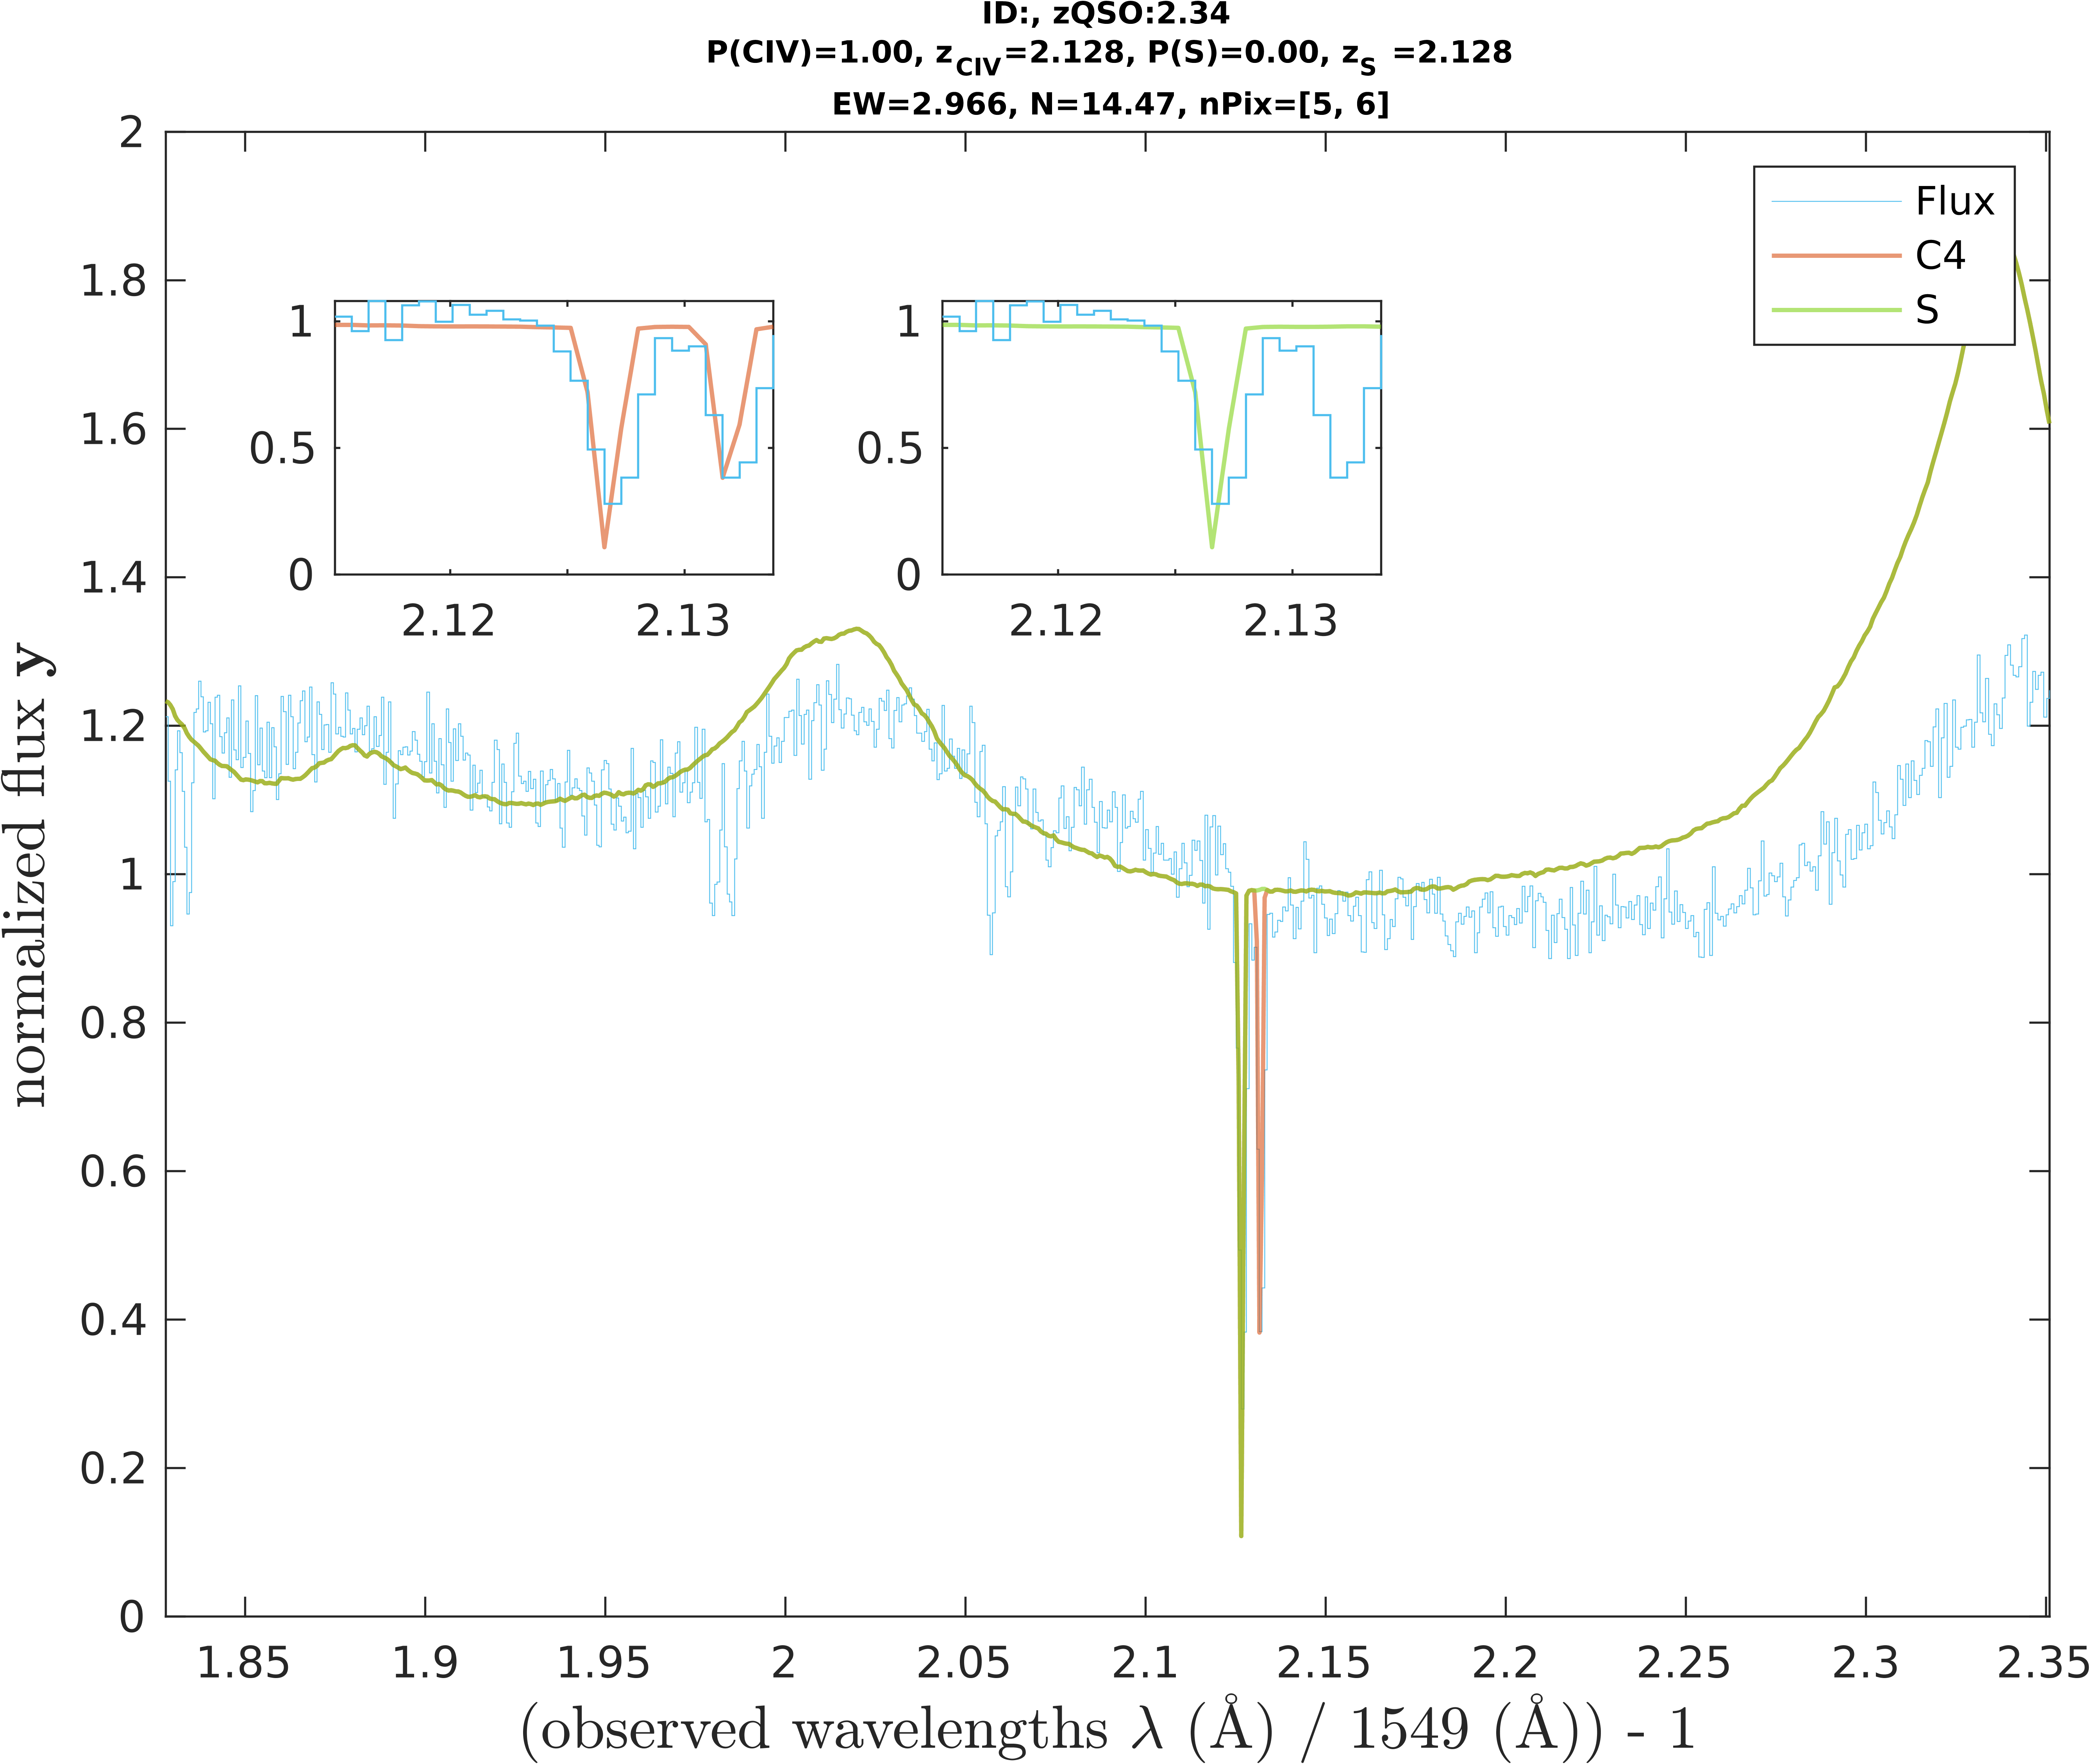 ID:, zQSO:2.34
P(CIV)=1.00, z_CIV=2.128, P(S)=0.00, z_S =2.128
EW=2.966, N=14.47, nPix=[5, 6]
2
1.8
1.6
1.4
1.2
1
0.8
0.6
0.4
0.2
0
normalized flux y
Flux
C4
S
1
0.5
0
2.12 2.13
1
0.5
0
2.12 2.13
1.85 1.9 1.95 2 2.05 2.1 2.15 2.2 2.25 2.3 2.35
(observed wavelengths λ (Å) / 1549 (Å)) - 1